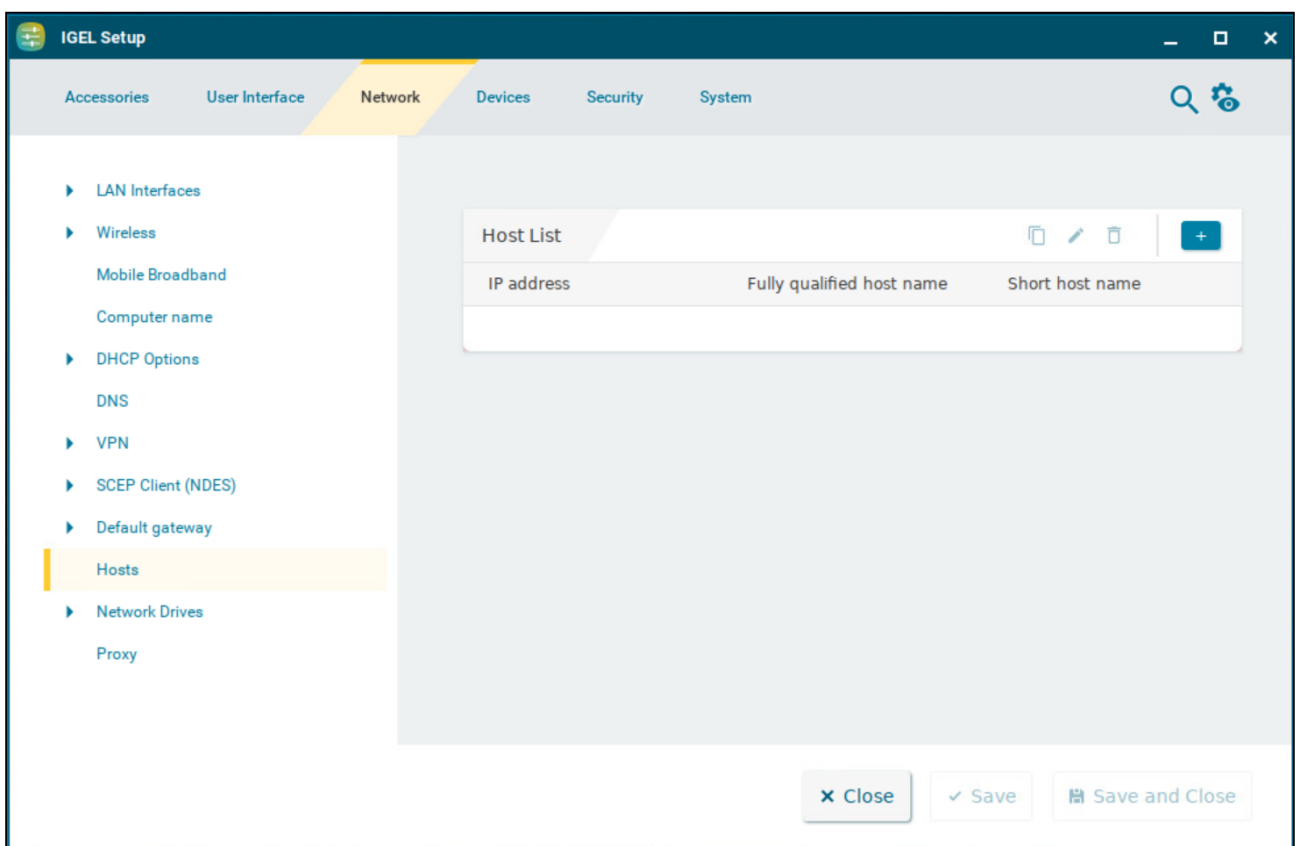 IGEL Setup
Accessories User Interface Network Devices Security System
LAN Interfaces
Wireless
Mobile Broadband
Computer name
DHCP Options
DNS
VPN
SCEP Client (NDES)
Default gateway
Hosts
Network Drives
Proxy
Host List
IP address Fully qualified host name Short host name
Close Save Save and Close